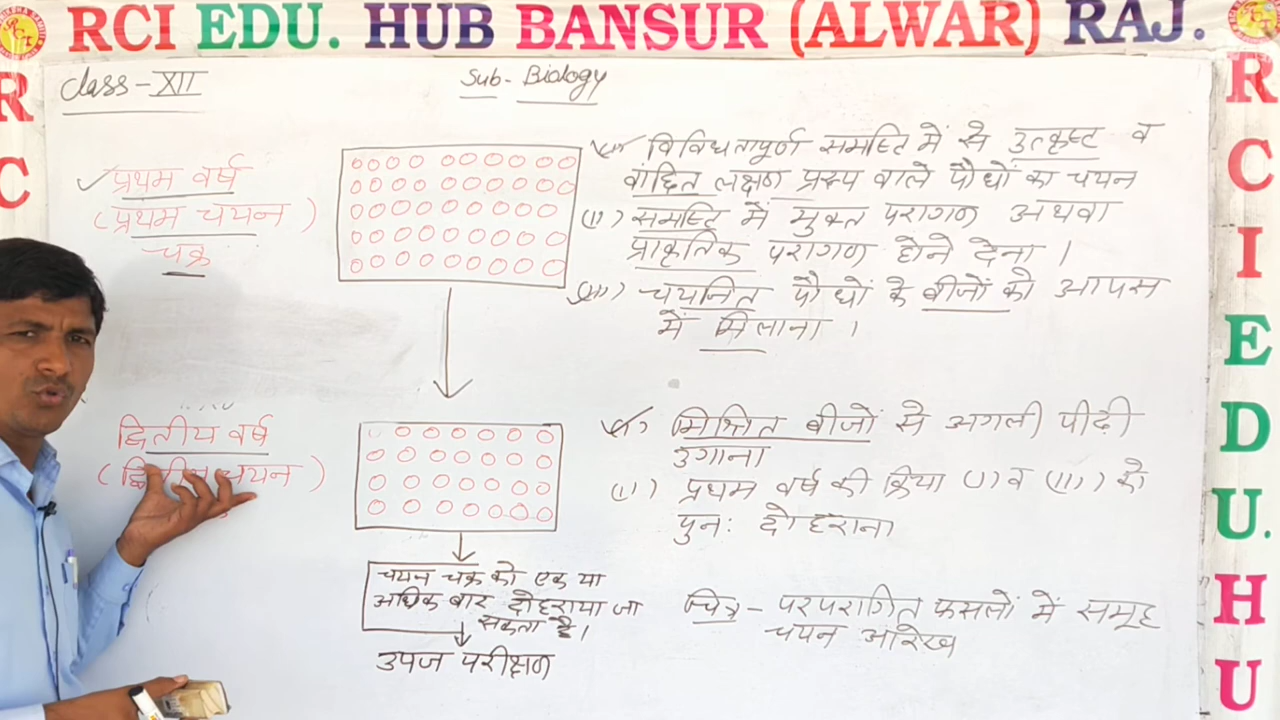 RCI EDU. HUB BANSUR (ALWAR) RAJ.
Class - XII
Sub- Biology
प्रथम वर्ष
(प्रथम चयन)
चक्र
(i) विविधतापूर्ण समष्टि में से उत्कृष्ट व
वांछित लक्षण प्ररूप वाले पौधों का चयन
(ii) समष्टि में मुक्त परागण अथवा
प्राकृतिक परागण होने देना।
(iii) चयनित पौधों के बीजों को आपस
में मिलाना।
द्वितीय वर्ष
(द्वितीय चयन)
(i) मिश्रित बीजों से अगली पीढ़ी
उगाना
(ii) प्रथम वर्ष की क्रिया (i) व (iii) को
पुनः दोहराना
चयन चक्र को एक या
अधिक बार दोहराया जा
सकता है।
उपज परीक्षण
चित्र - परपरागित फसलों में समूह
चयन आरेख
R
C
R
C
I
E
D
U.
H
U